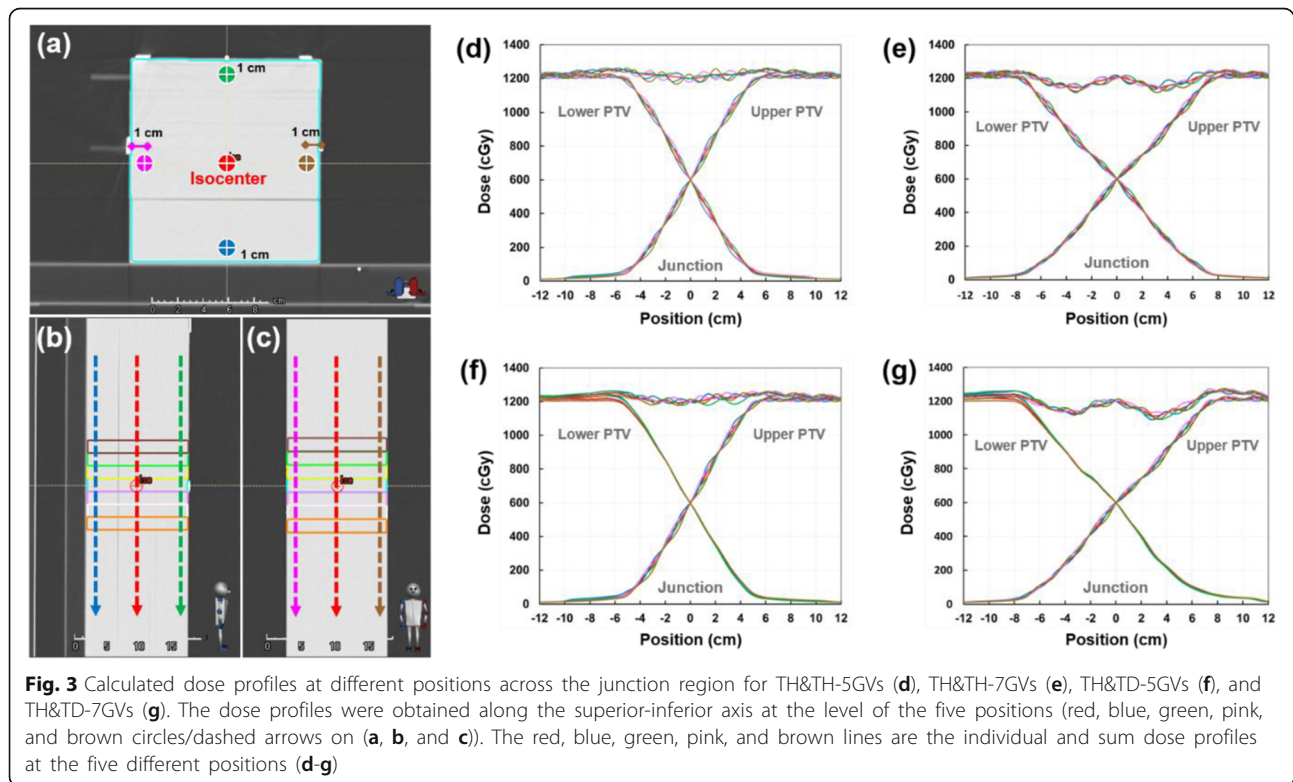 (a)
1 cm
1 cm
1 cm
Iso
Isocenter
1 cm
0 2 4 6 8 cm
(b)
Iso
0 5 10 15
(c)
Iso
0 5 10 15
(d)
1400
1200
1000
800
600
400
200
0
Dose (cGy)
Lower PTV
Upper PTV
Junction
-12 -10 -8 -6 -4 -2 0 2 4 6 8 10 12
Position (cm)
(e)
1400
1200
1000
800
600
400
200
0
Dose (cGy)
Lower PTV
Upper PTV
Junction
-12 -10 -8 -6 -4 -2 0 2 4 6 8 10 12
Position (cm)
(f)
1400
1200
1000
800
600
400
200
0
Dose (cGy)
Lower PTV
Upper PTV
Junction
-12 -10 -8 -6 -4 -2 0 2 4 6 8 10 12
Position (cm)
(g)
1400
1200
1000
800
600
400
200
0
Dose (cGy)
Lower PTV
Upper PTV
Junction
-12 -10 -8 -6 -4 -2 0 2 4 6 8 10 12
Position (cm)
Fig. 3 Calculated dose profiles at different positions across the junction region for TH&TH-5GVs (d), TH&TH-7GVs (e), TH&TD-5GVs (f), and
TH&TD-7GVs (g). The dose profiles were obtained along the superior-inferior axis at the level of the five positions (red, blue, green, pink,
and brown circles/dashed arrows on (a, b, and c)). The red, blue, green, pink, and brown lines are the individual and sum dose profiles
at the five different positions (d-g)